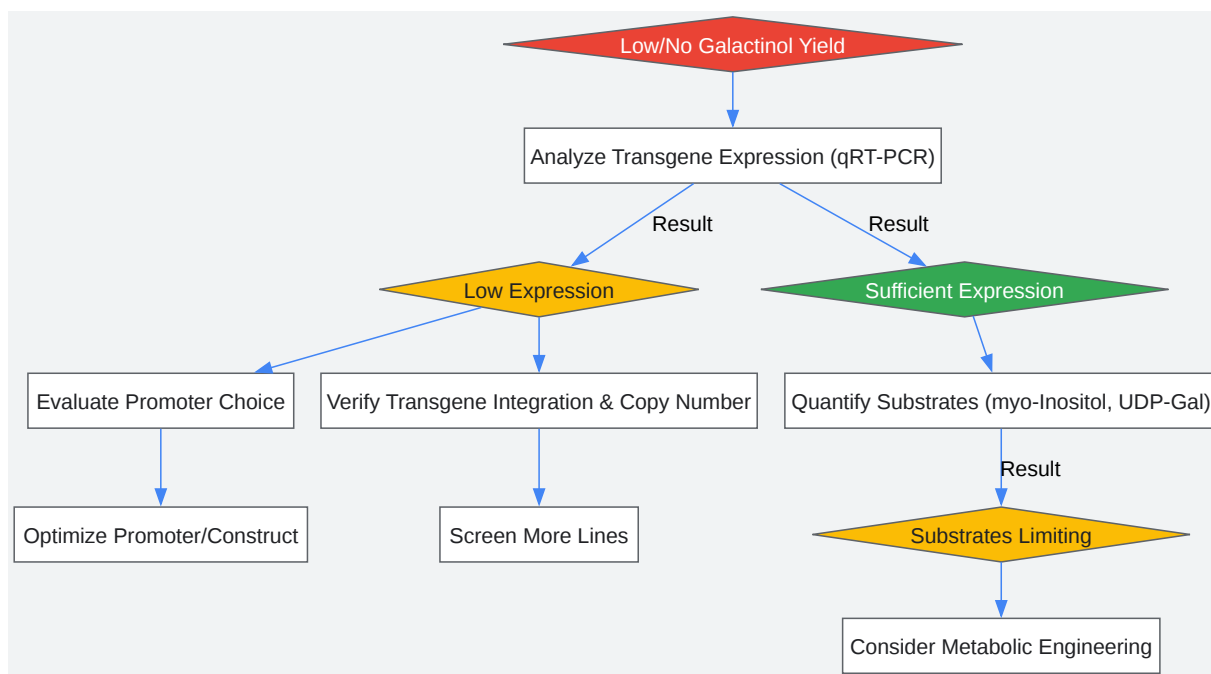 Low/No Galactinol Yield
Analyze Transgene Expression (qRT-PCR)
Result
Result
Low Expression
Sufficient Expression
Evaluate Promoter Choice
Verify Transgene Integration & Copy Number
Quantify Substrates (myo-Inositol, UDP-Gal)
Result
Optimize Promoter/Construct
Screen More Lines
Substrates Limiting
Consider Metabolic Engineering